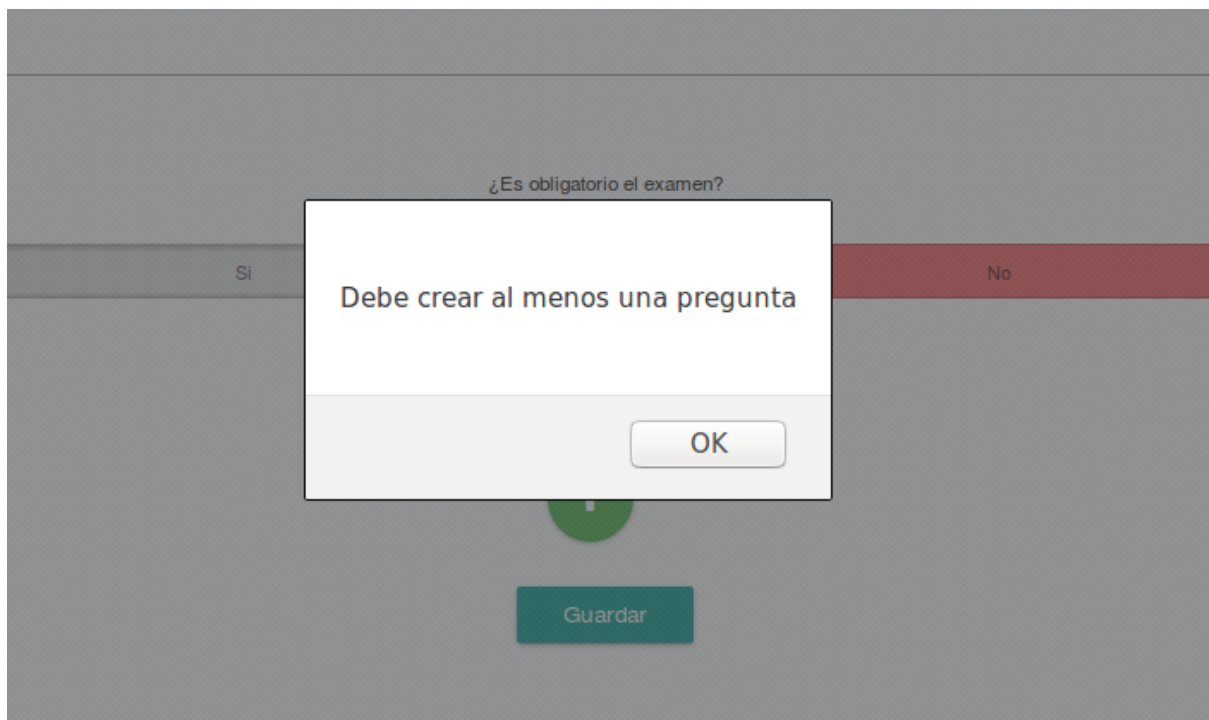 ¿Es obligatorio el examen?
Si
No
Debe crear al menos una pregunta
OK
Guardar